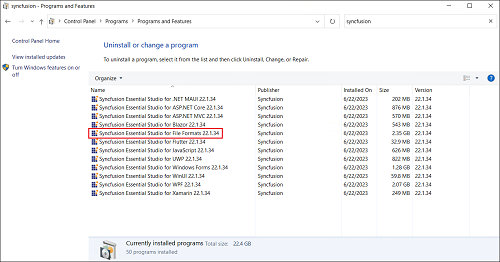 syncfusion - Programs and Features
Control Panel > Programs > Programs and Features
syncfusion
Control Panel Home
View installed updates
Turn Windows features on or off
Uninstall or change a program
To uninstall a program, select it from the list and then click Uninstall, Change, or Repair.
Organize
Name Publisher Installed On Size Version
Syncfusion Essential Studio for .NET MAUI 22.1.34 Syncfusion 6/22/2023 202 MB 22.1.34
Syncfusion Essential Studio for ASP.NET Core 22.1.34 Syncfusion 6/22/2023 876 MB 22.1.34
Syncfusion Essential Studio for ASP.NET MVC 22.1.34 Syncfusion 6/22/2023 570 MB 22.1.34
Syncfusion Essential Studio for Blazor 22.1.34 Syncfusion 6/22/2023 543 MB 22.1.34
Syncfusion Essential Studio for File Formats 22.1.34 Syncfusion 6/22/2023 2.35 GB 22.1.34
Syncfusion Essential Studio for Flutter 22.1.34 Syncfusion 6/22/2023 32.9 MB 22.1.34
Syncfusion Essential Studio for JavaScript 22.1.34 Syncfusion 6/22/2023 626 MB 22.1.34
Syncfusion Essential Studio for UWP 22.1.34 Syncfusion 6/22/2023 822 MB 22.1.34
Syncfusion Essential Studio for Windows Forms 22.1.34 Syncfusion 6/22/2023 1.28 GB 22.1.34
Syncfusion Essential Studio for WinUI 22.1.34 Syncfusion 6/22/2023 59.8 MB 22.1.34
Syncfusion Essential Studio for WPF 22.1.34 Syncfusion 6/22/2023 2.07 GB 22.1.34
Syncfusion Essential Studio for Xamarin 22.1.34 Syncfusion 6/22/2023 249 MB 22.1.34
Currently installed programs Total size: 22.4 GB
50 programs installed